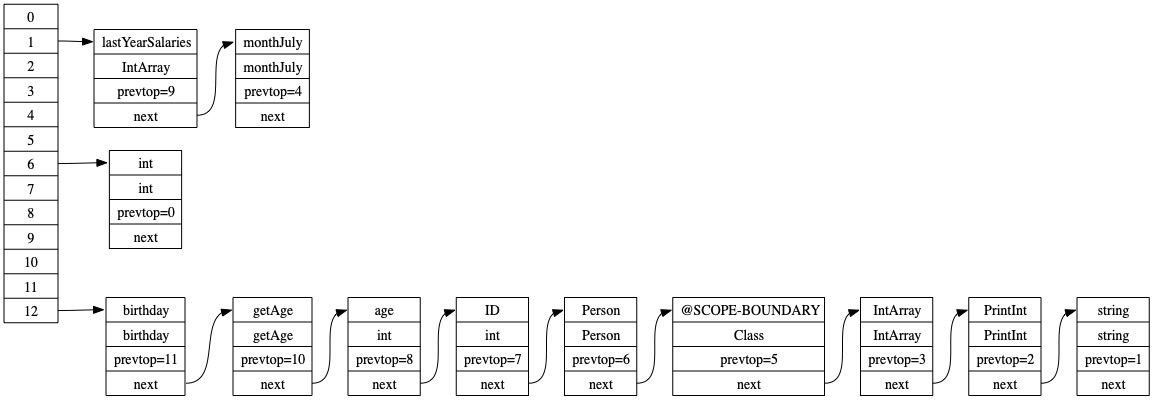 0
1
2
3
4
5
6
7
8
9
10
11
12
lastYearSalaries
IntArray
prevtop=9
next
monthJuly
monthJuly
prevtop=4
next
int
int
prevtop=0
next
birthday
birthday
prevtop=11
next
getAge
getAge
prevtop=10
next
age
int
prevtop=8
next
ID
int
prevtop=7
next
Person
Person
prevtop=6
next
@SCOPE-BOUNDARY
Class
prevtop=5
next
IntArray
IntArray
prevtop=3
next
PrintInt
PrintInt
prevtop=2
next
string
string
prevtop=1
next